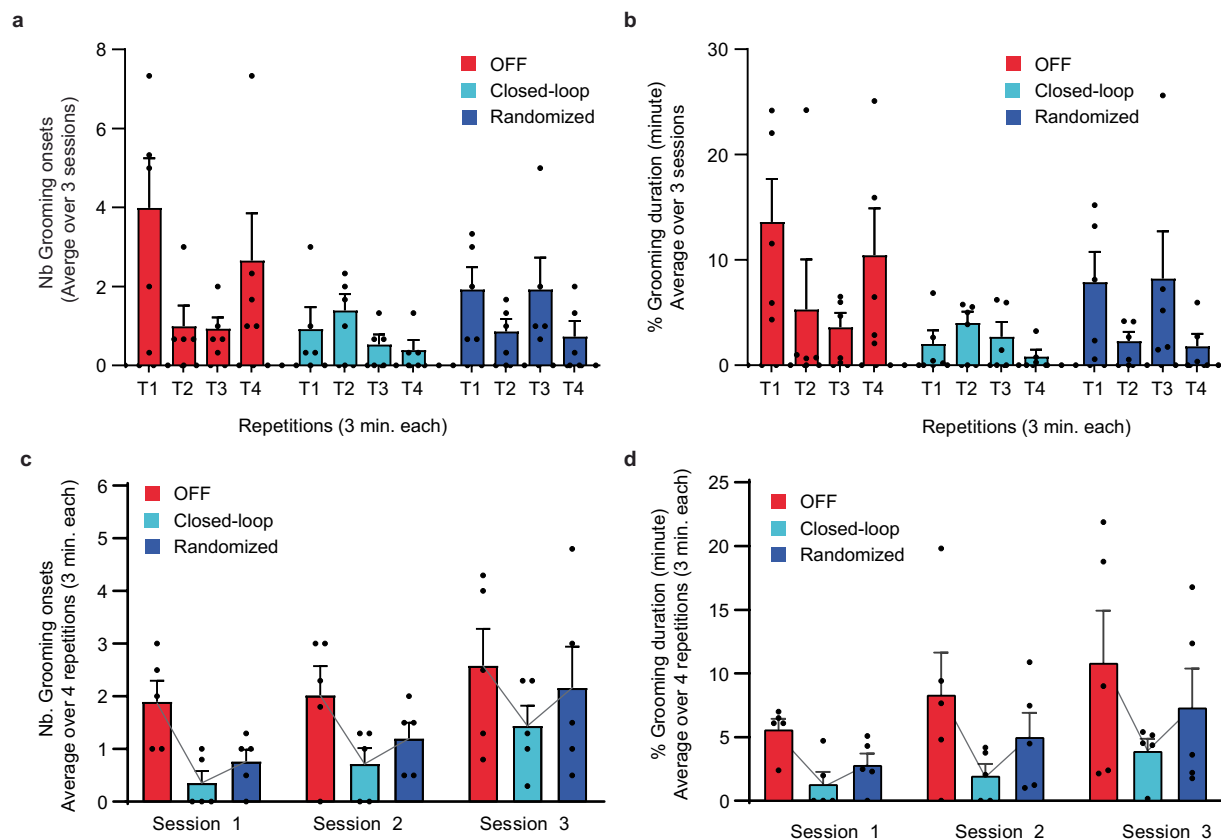 a
Nb Grooming onsets
(Averge over 3 sessions)
8
6
4
2
0
OFF
Closed-loop
Randomized
T1 T2 T3 T4 T1 T2 T3 T4 T1 T2 T3 T4
Repetitions (3 min. each)
b
% Grooming duration (minute)
Average over 3 sessions
30
20
10
0
OFF
Closed-loop
Randomized
T1 T2 T3 T4 T1 T2 T3 T4 T1 T2 T3 T4
Repetitions (3 min. each)
c
Nb. Grooming onsets
Average over 4 repetitions (3 min. each)
6
5
4
3
2
1
0
OFF
Closed-loop
Randomized
Session 1 Session 2 Session 3
d
% Grooming duration (minute)
Average over 4 repetitions (3 min. each)
25
20
15
10
5
0
OFF
Closed-loop
Randomized
Session 1 Session 2 Session 3